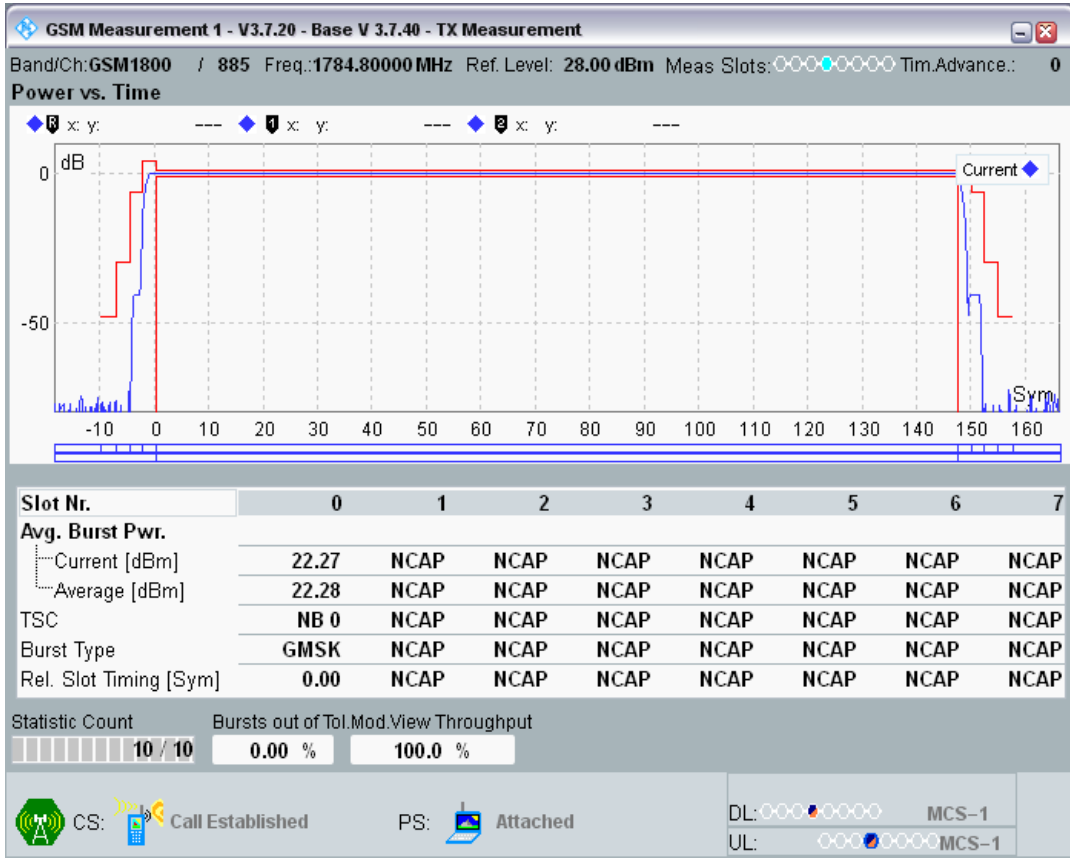 GSM Measurement 1 - V3.7.20 - Base V 3.7.40 - TX Measurement
Band/Ch:GSM1800 / 885 Freq.:1784.80000 MHz Ref. Level: 28.00 dBm Meas Slots: Tim.Advance.: 0
Power vs. Time
R x: y: --- 1 x: y: --- 2 x: y: ---
dB
Current
0
-50
Sym
-10 0 10 20 30 40 50 60 70 80 90 100 110 120 130 140 150 160
Slot Nr. 0 1 2 3 4 5 6 7
Avg. Burst Pwr.
Current [dBm] 22.27 NCAP NCAP NCAP NCAP NCAP NCAP NCAP
Average [dBm] 22.28 NCAP NCAP NCAP NCAP NCAP NCAP NCAP
TSC NB 0 NCAP NCAP NCAP NCAP NCAP NCAP NCAP
Burst Type GMSK NCAP NCAP NCAP NCAP NCAP NCAP NCAP
Rel. Slot Timing [Sym] 0.00 NCAP NCAP NCAP NCAP NCAP NCAP NCAP
Statistic Count Bursts out of Tol.Mod.View Throughput
10 / 10 0.00 % 100.0 %
CS: Call Established PS: Attached
DL: MCS-1
UL: MCS-1